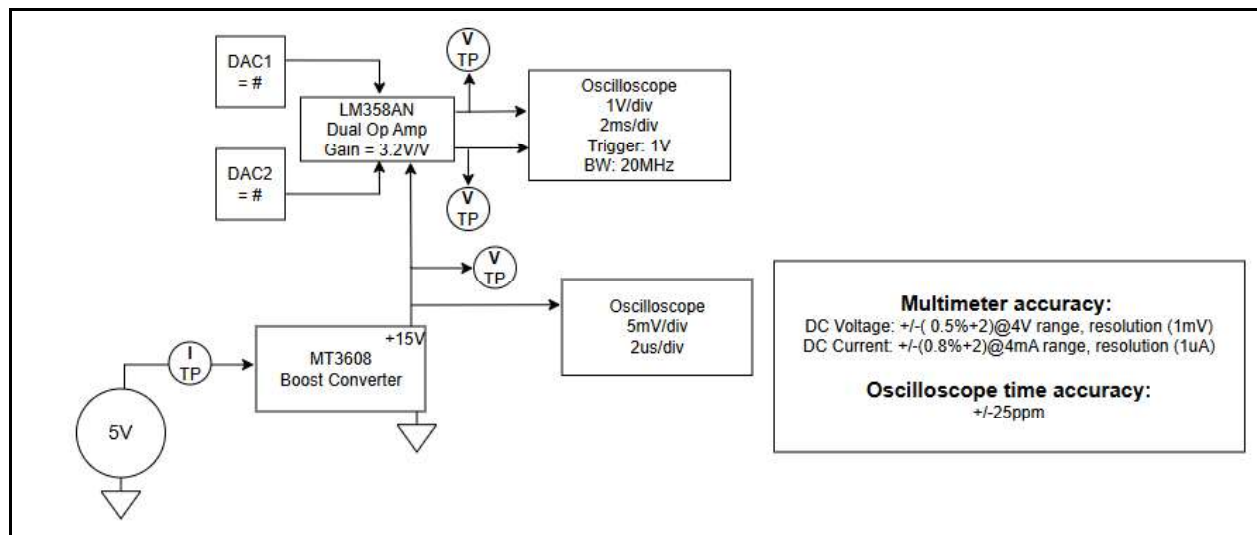 DAC1
= #
LM358AN
Dual Op Amp
Gain = 3.2V/V
DAC2
= #
V
TP
V
TP
Oscilloscope
1V/div
2ms/div
Trigger: 1V
BW: 20MHz
V
TP
Oscilloscope
5mV/div
2us/div
+15V
MT3608
Boost Converter
I
TP
5V
Multimeter accuracy:
DC Voltage: +/-( 0.5%+2)@4V range, resolution (1mV)
DC Current: +/-(0.8%+2)@4mA range, resolution (1uA)
Oscilloscope time accuracy:
+/-25ppm